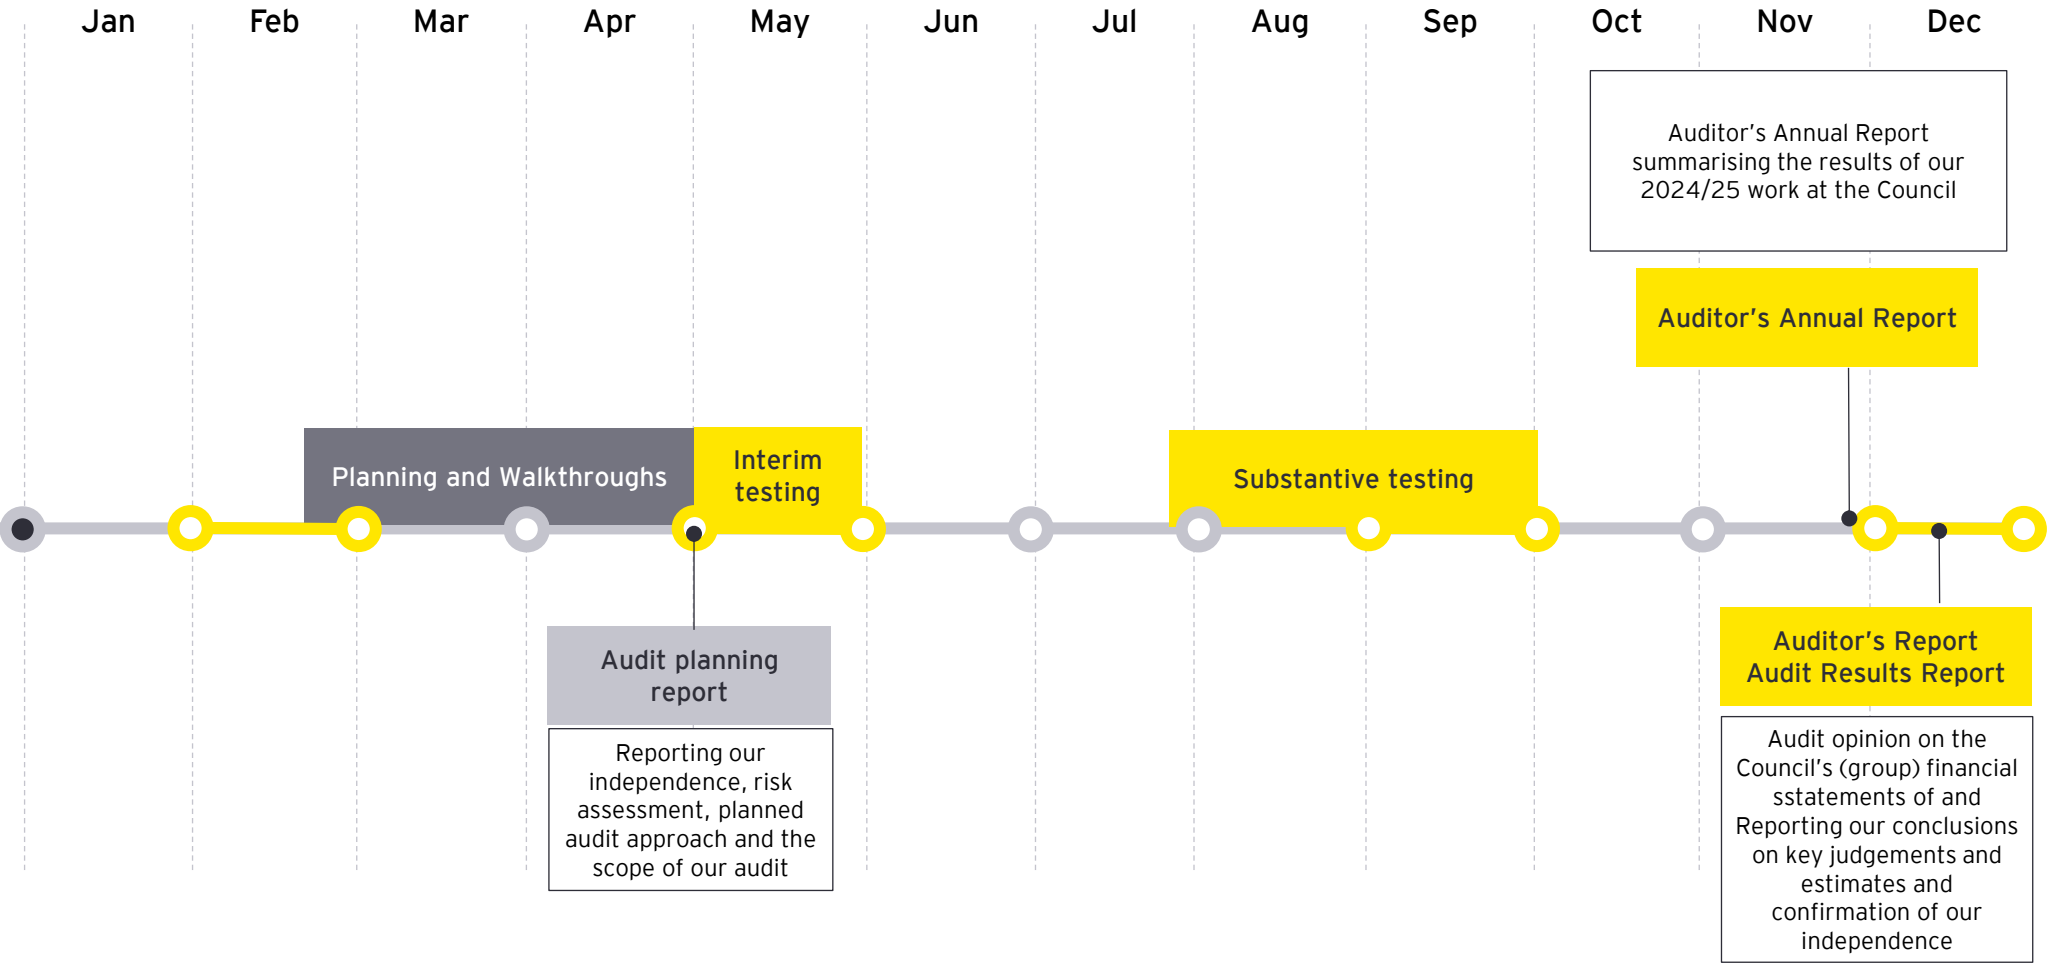 Jan Feb Mar Apr May Jun Jul Aug Sep Oct Nov Dec
Auditor's Annual Report
summarising the results of our
2024/25 work at the Council
Auditor's Annual Report
Planning and Walkthroughs
Interim
testing
Substantive testing
Audit planning
report
Reporting our
independence, risk
assessment, planned
audit approach and the
scope of our audit
Auditor's Report
Audit Results Report
Audit opinion on the
Council's (group) financial
sstatements of and
Reporting our conclusions
on key judgements and
estimates and
confirmation of our
independence